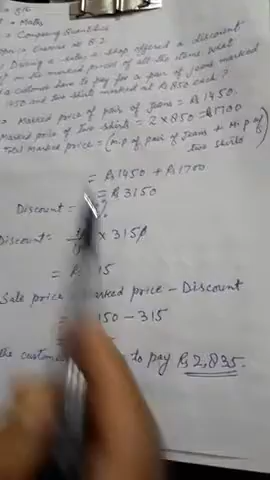 → 8th
→ Maths
→ Comparing Quantities
Exercise 8.2
During a sale, a shop offered a discount
of on the marked prices of all the items. What
a customer have to pay for a pair of jeans marked
1450 and two shirts marked at ₹850 each?
Marked price of pair of jeans = ₹1450.
Marked price of two shirts = 2 × 850 = ₹1700
Total marked price = (M.p of pair of jeans + M.p of
two shirts)
= ₹1450 + ₹1700
= ₹3150
Discount = %
Discount = × 3150
= ₹ 15
Sale price = marked price − Discount
= 150 − 315
the customer to pay ₹2,835.